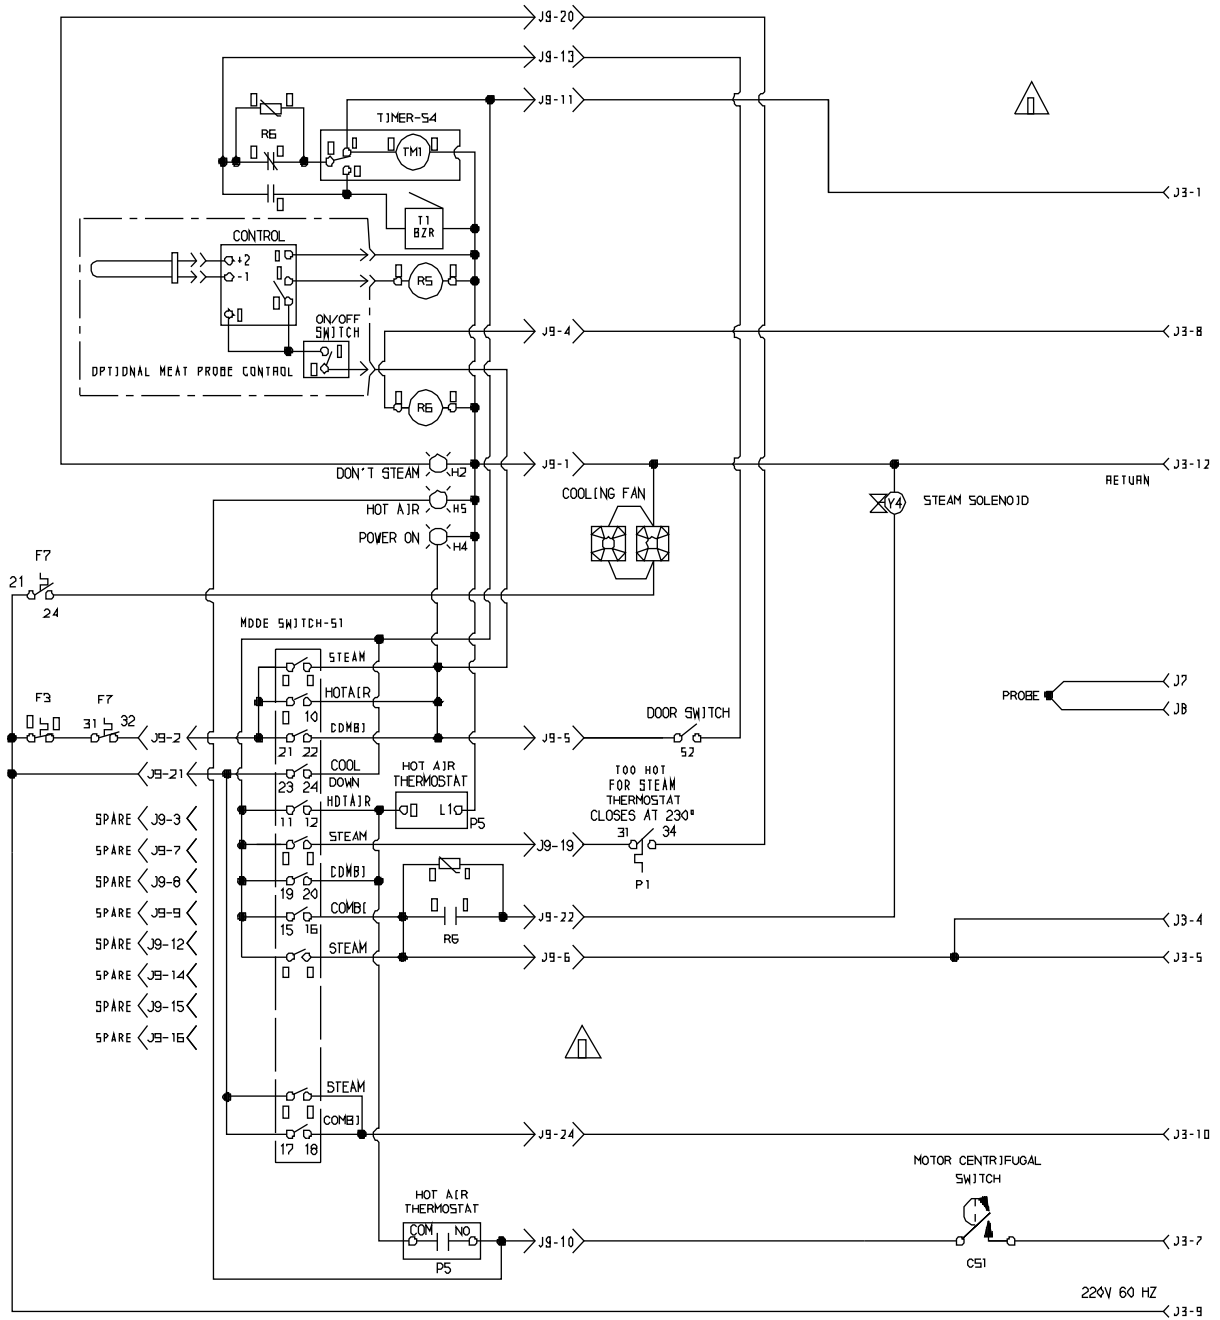 J9-20
J9-13
J9-11
TIMER-S4
R6
TM1
J3-1
T1
BZR
CONTROL
+2
-1
R5
ON/OFF
SWITCH
J9-4
J3-8
OPTIONAL MEAT PROBE CONTROL
R6
DON'T STEAM
H2
J9-1
J3-12
RETURN
COOLING FAN
HOT AIR
H5
Y4
STEAM SOLENOID
POWER ON
H4
F7
21
24
MODE SWITCH-S1
STEAM
J7
PROBE
J8
HOTAIR
10
F3
F7
31
32
J9-2
COMBI
21 22
J9-5
DOOR SWITCH
S2
J9-21
COOL
DOWN
23 24
HOT AIR
THERMOSTAT
L1
P5
TOO HOT
FOR STEAM
THERMOSTAT
CLOSES AT 230°
31
34
P1
HOTAIR
11 12
SPARE J9-3
STEAM
J9-19
SPARE J9-7
SPARE J9-8
COMBI
19 20
SPARE J9-9
COMBI
15 16
R6
J9-22
J3-4
SPARE J9-12
STEAM
J9-6
J3-5
SPARE J9-14
SPARE J9-15
SPARE J9-16
STEAM
COMBI
17 18
J9-24
J3-10
MOTOR CENTRIFUGAL
SWITCH
HOT AIR
THERMOSTAT
COM
NO
P5
J9-10
CS1
J3-7
220V 60 HZ
J3-9